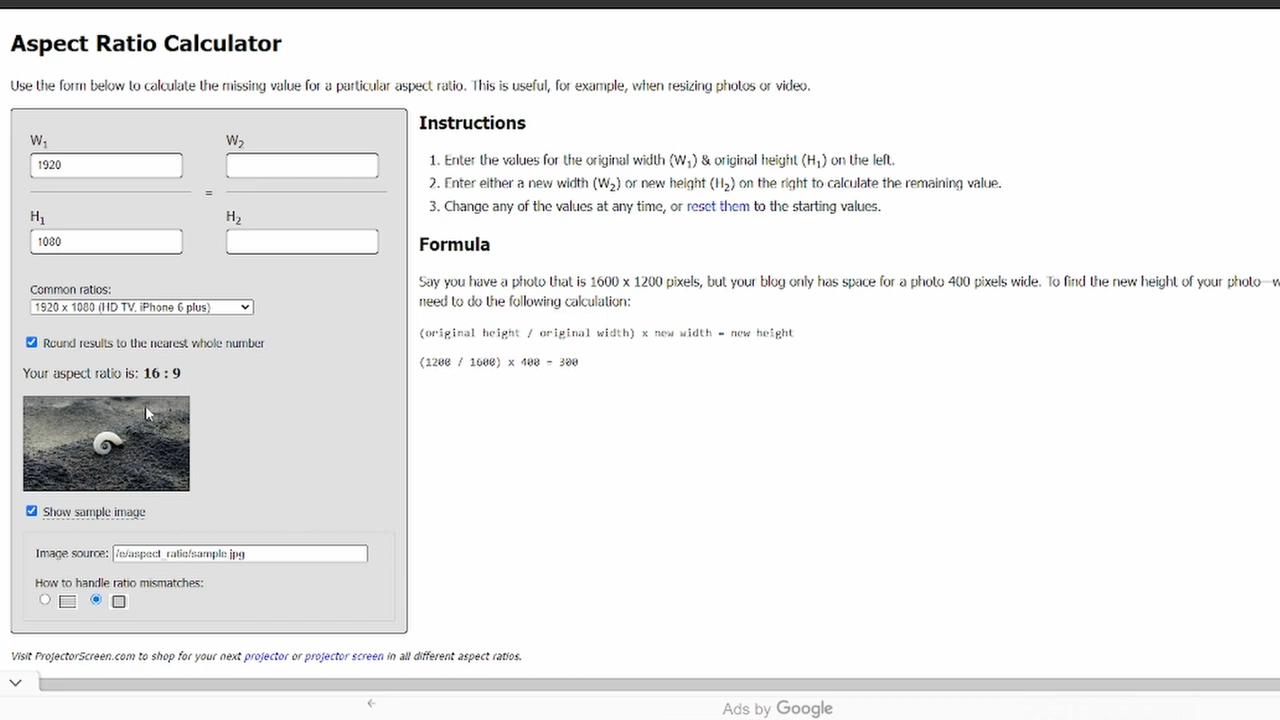 Aspect Ratio Calculator
Use the form below to calculate the missing value for a particular aspect ratio. This is useful, for example, when resizing photos or video.
W1
W2
1920
=
H1
H2
1080
Common ratios:
1920 x 1080 (HD TV, iPhone 6 plus)
Round results to the nearest whole number
Your aspect ratio is: 16 : 9
Show sample image
Image source: /e/aspect_ratio/sample.jpg
How to handle ratio mismatches:
Instructions
1. Enter the values for the original width (W1) & original height (H1) on the left.
2. Enter either a new width (W2) or new height (H2) on the right to calculate the remaining value.
3. Change any of the values at any time, or reset them to the starting values.
Formula
Say you have a photo that is 1600 x 1200 pixels, but your blog only has space for a photo 400 pixels wide. To find the new height of your photo—
need to do the following calculation:
(original height / original width) x new width = new height
(1200 / 1600) x 400 = 300
Visit ProjectorScreen.com to shop for your next projector or projector screen in all different aspect ratios.
Ads by Google